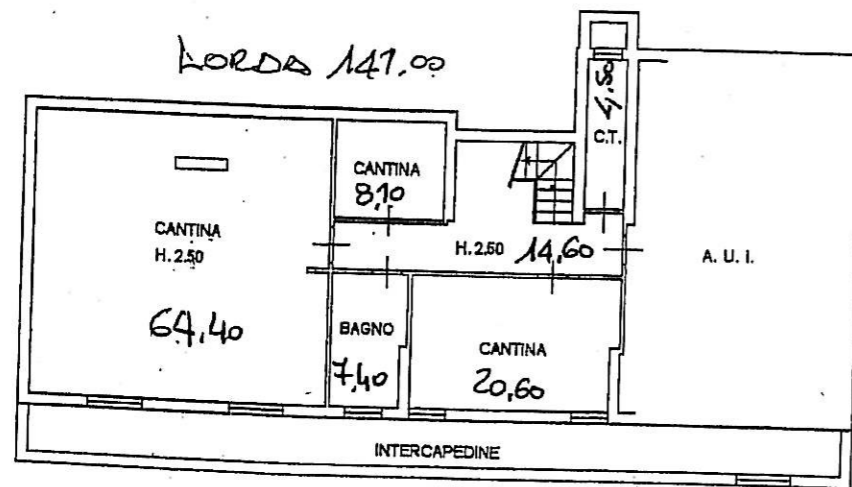 LORDA 141.00
4,50
C.T.
CANTINA
8,10
CANTINA
H. 2.50
H. 2.50 14,60
A. U. I.
64,40
BAGNO
7,40
CANTINA
20,60
INTERCAPEDINE